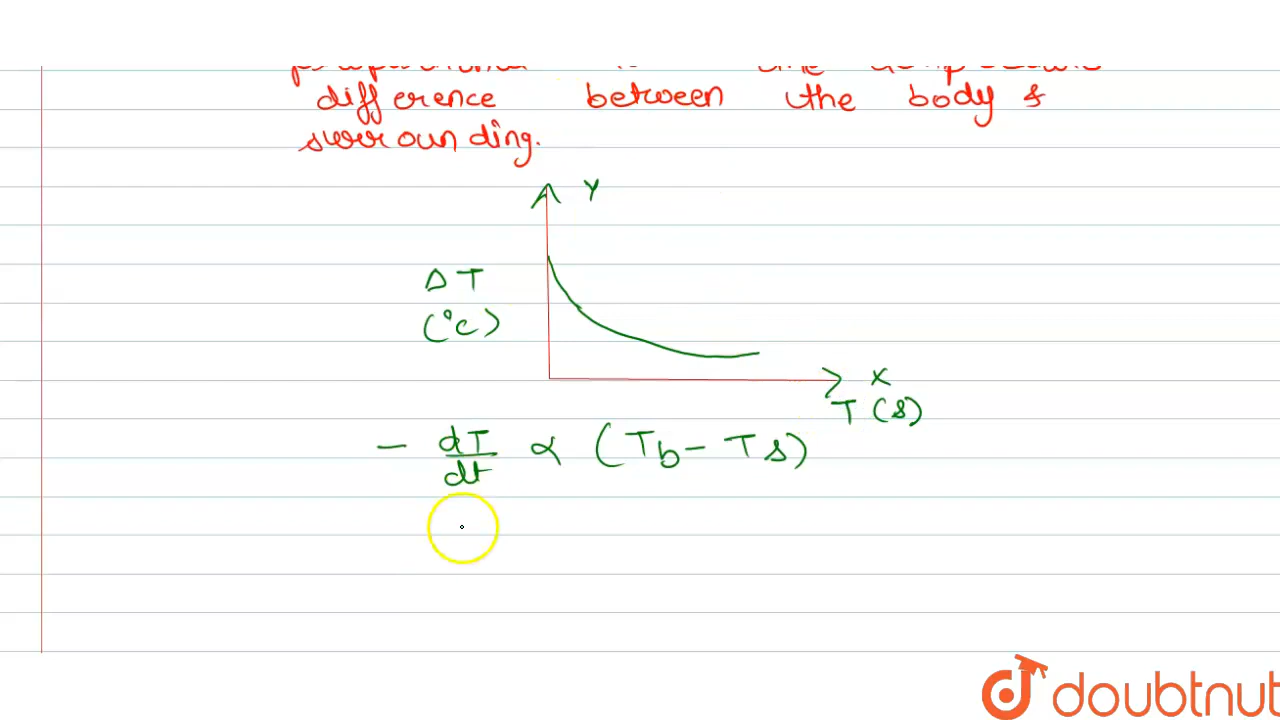 difference between the body &
surrounding.
Y
ΔT
(°C)
X
T (s)
- dT/dt ∝ (Tb - Ts)
doubtnut